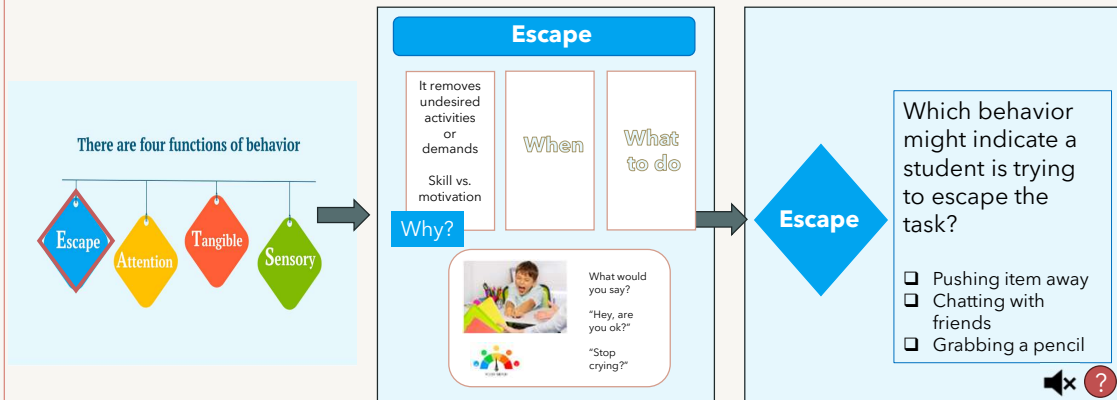 There are four functions of behavior
Escape
Attention
Tangible
Sensory
Escape
It removes
undesired
activities
or
demands
Skill vs.
motivation
Why?
When
What
to do
What would
you say?
"Hey, are
you ok?"
"Stop
crying?"
Escape
Which behavior
might indicate a
student is trying
to escape the
task?
Pushing item away
Chatting with
friends
Grabbing a pencil
?